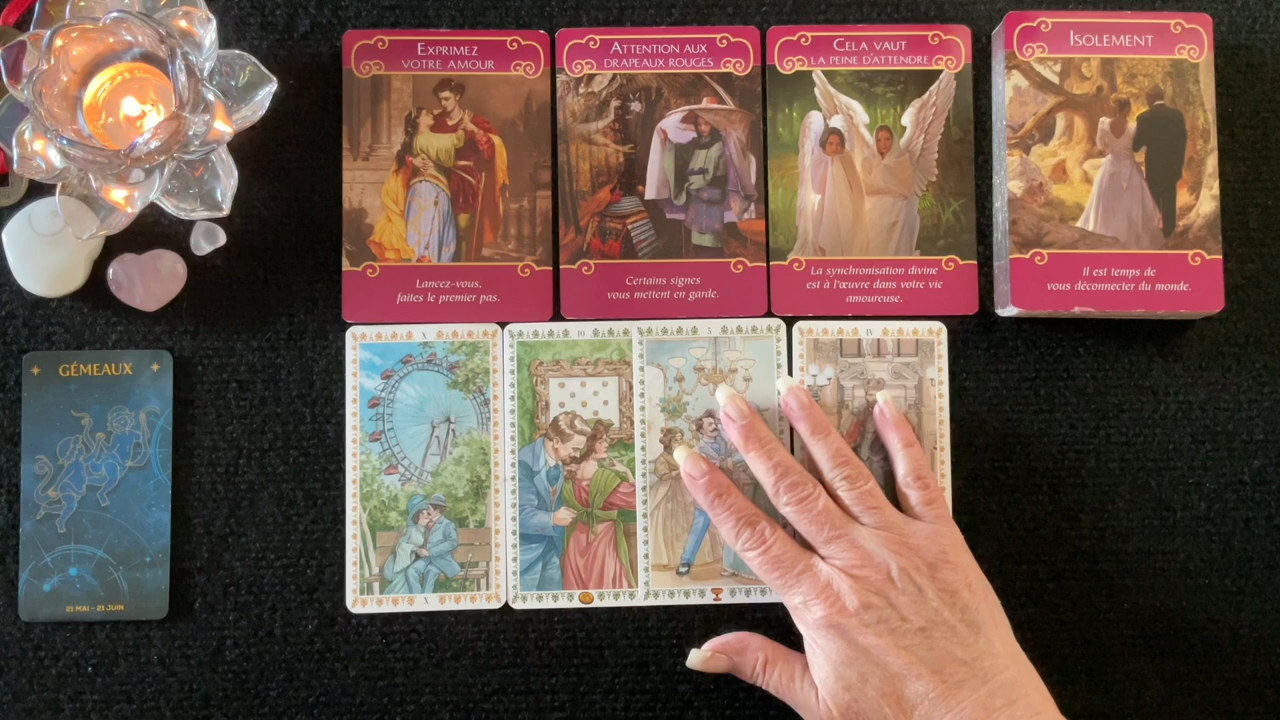 EXPRIMEZ
VOTRE AMOUR
Lancez-vous,
faites le premier pas.
ATTENTION AUX
DRAPEAUX ROUGES
Certains signes
vous mettent en garde.
CELA VAUT
LA PEINE D'ATTENDRE
La synchronisation divine
est à l'œuvre dans votre vie
amoureuse.
ISOLEMENT
Il est temps de
vous déconnecter du monde.
GÉMEAUX
21 MAI - 21 JUIN
X
X
10
5
IV